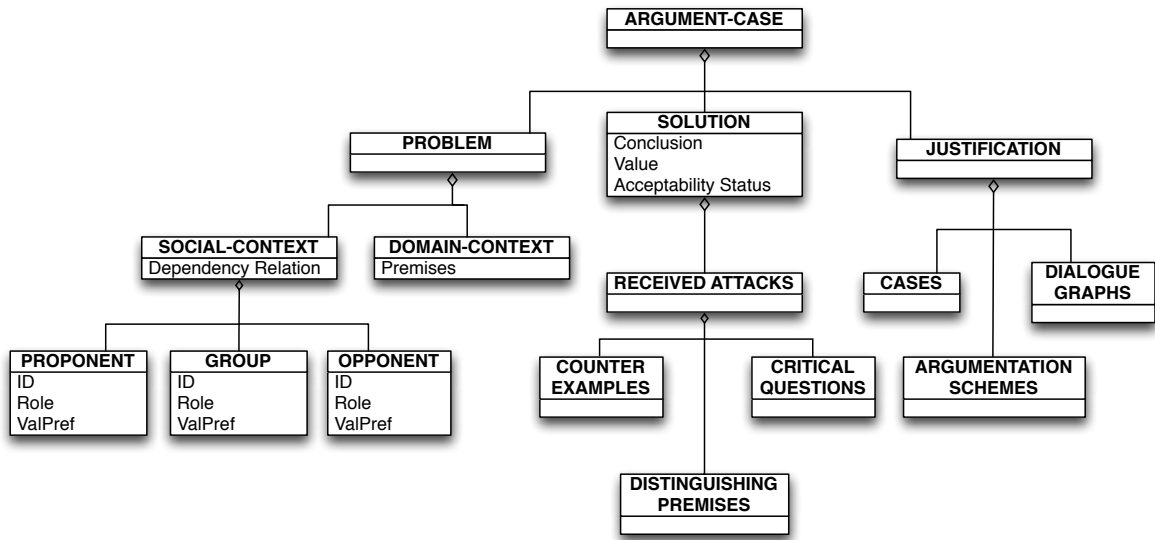 ARGUMENT-CASE
PROBLEM
SOLUTION
Conclusion
Value
Acceptability Status
JUSTIFICATION
SOCIAL-CONTEXT
Dependency Relation
DOMAIN-CONTEXT
Premises
RECEIVED ATTACKS
CASES
DIALOGUE
GRAPHS
PROPONENT
ID
Role
ValPref
GROUP
ID
Role
ValPref
OPPONENT
ID
Role
ValPref
COUNTER
EXAMPLES
CRITICAL
QUESTIONS
ARGUMENTATION
SCHEMES
DISTINGUISHING
PREMISES